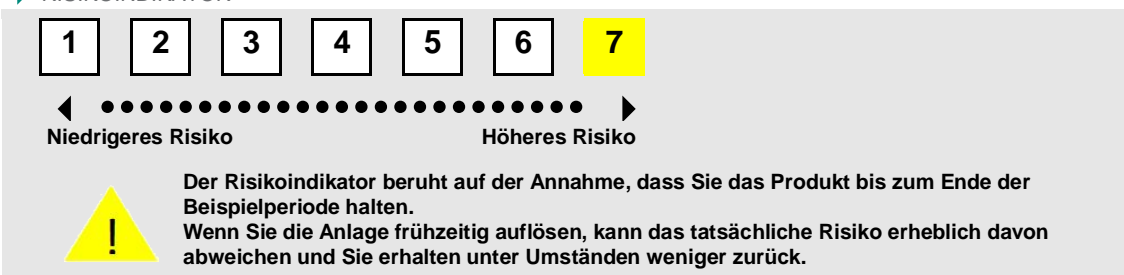 RISIKOINDIKATOR
1 2 3 4 5 6 7
Niedrigeres Risiko Höheres Risiko
Der Risikoindikator beruht auf der Annahme, dass Sie das Produkt bis zum Ende der
Beispielperiode halten.
Wenn Sie die Anlage frühzeitig auflösen, kann das tatsächliche Risiko erheblich davon
abweichen und Sie erhalten unter Umständen weniger zurück.
!